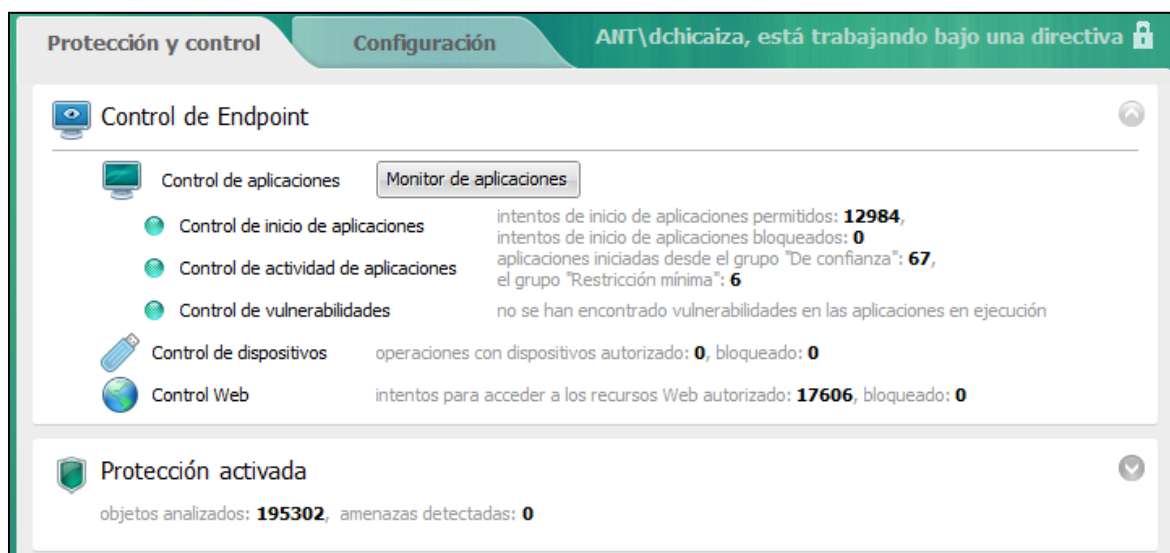 Protección y control
Configuración
ANT\dchicaiza, está trabajando bajo una directiva
Control de Endpoint
Control de aplicaciones
Monitor de aplicaciones
Control de inicio de aplicaciones
intentos de inicio de aplicaciones permitidos: 12984,
intentos de inicio de aplicaciones bloqueados: 0
Control de actividad de aplicaciones
aplicaciones iniciadas desde el grupo "De confianza": 67,
el grupo "Restricción mínima": 6
Control de vulnerabilidades
no se han encontrado vulnerabilidades en las aplicaciones en ejecución
Control de dispositivos
operaciones con dispositivos autorizado: 0, bloqueado: 0
Control Web
intentos para acceder a los recursos Web autorizado: 17606, bloqueado: 0
Protección activada
objetos analizados: 195302, amenazas detectadas: 0